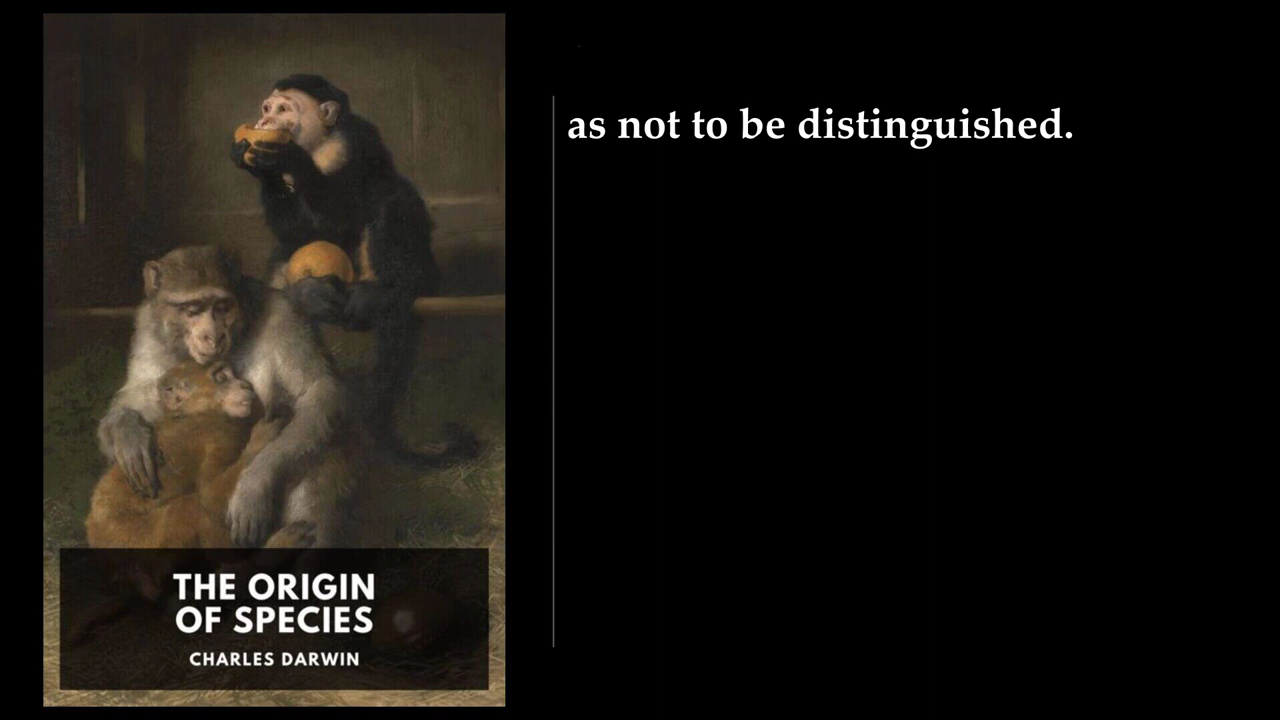 THE ORIGIN
OF SPECIES
CHARLES DARWIN
as not to be distinguished.